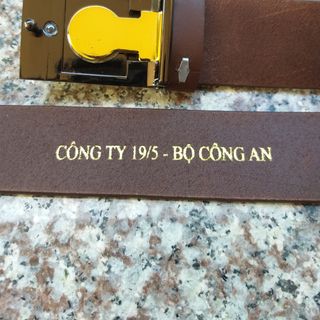 CÔNG TY 19/5 - BỘ CÔNG AN